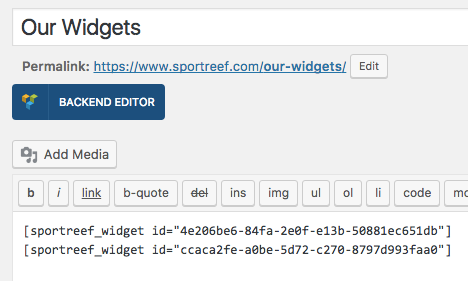 Our Widgets
Permalink: https://www.sportreef.com/our-widgets/ Edit
BACKEND EDITOR
Add Media
b i link b-quote del ins img ul ol li code
[sportreef_widget id="4e206be6-84fa-2e0f-e13b-50881ec651db"]
[sportreef_widget id="ccaca2fe-a0be-5d72-c270-8797d993faa0"]